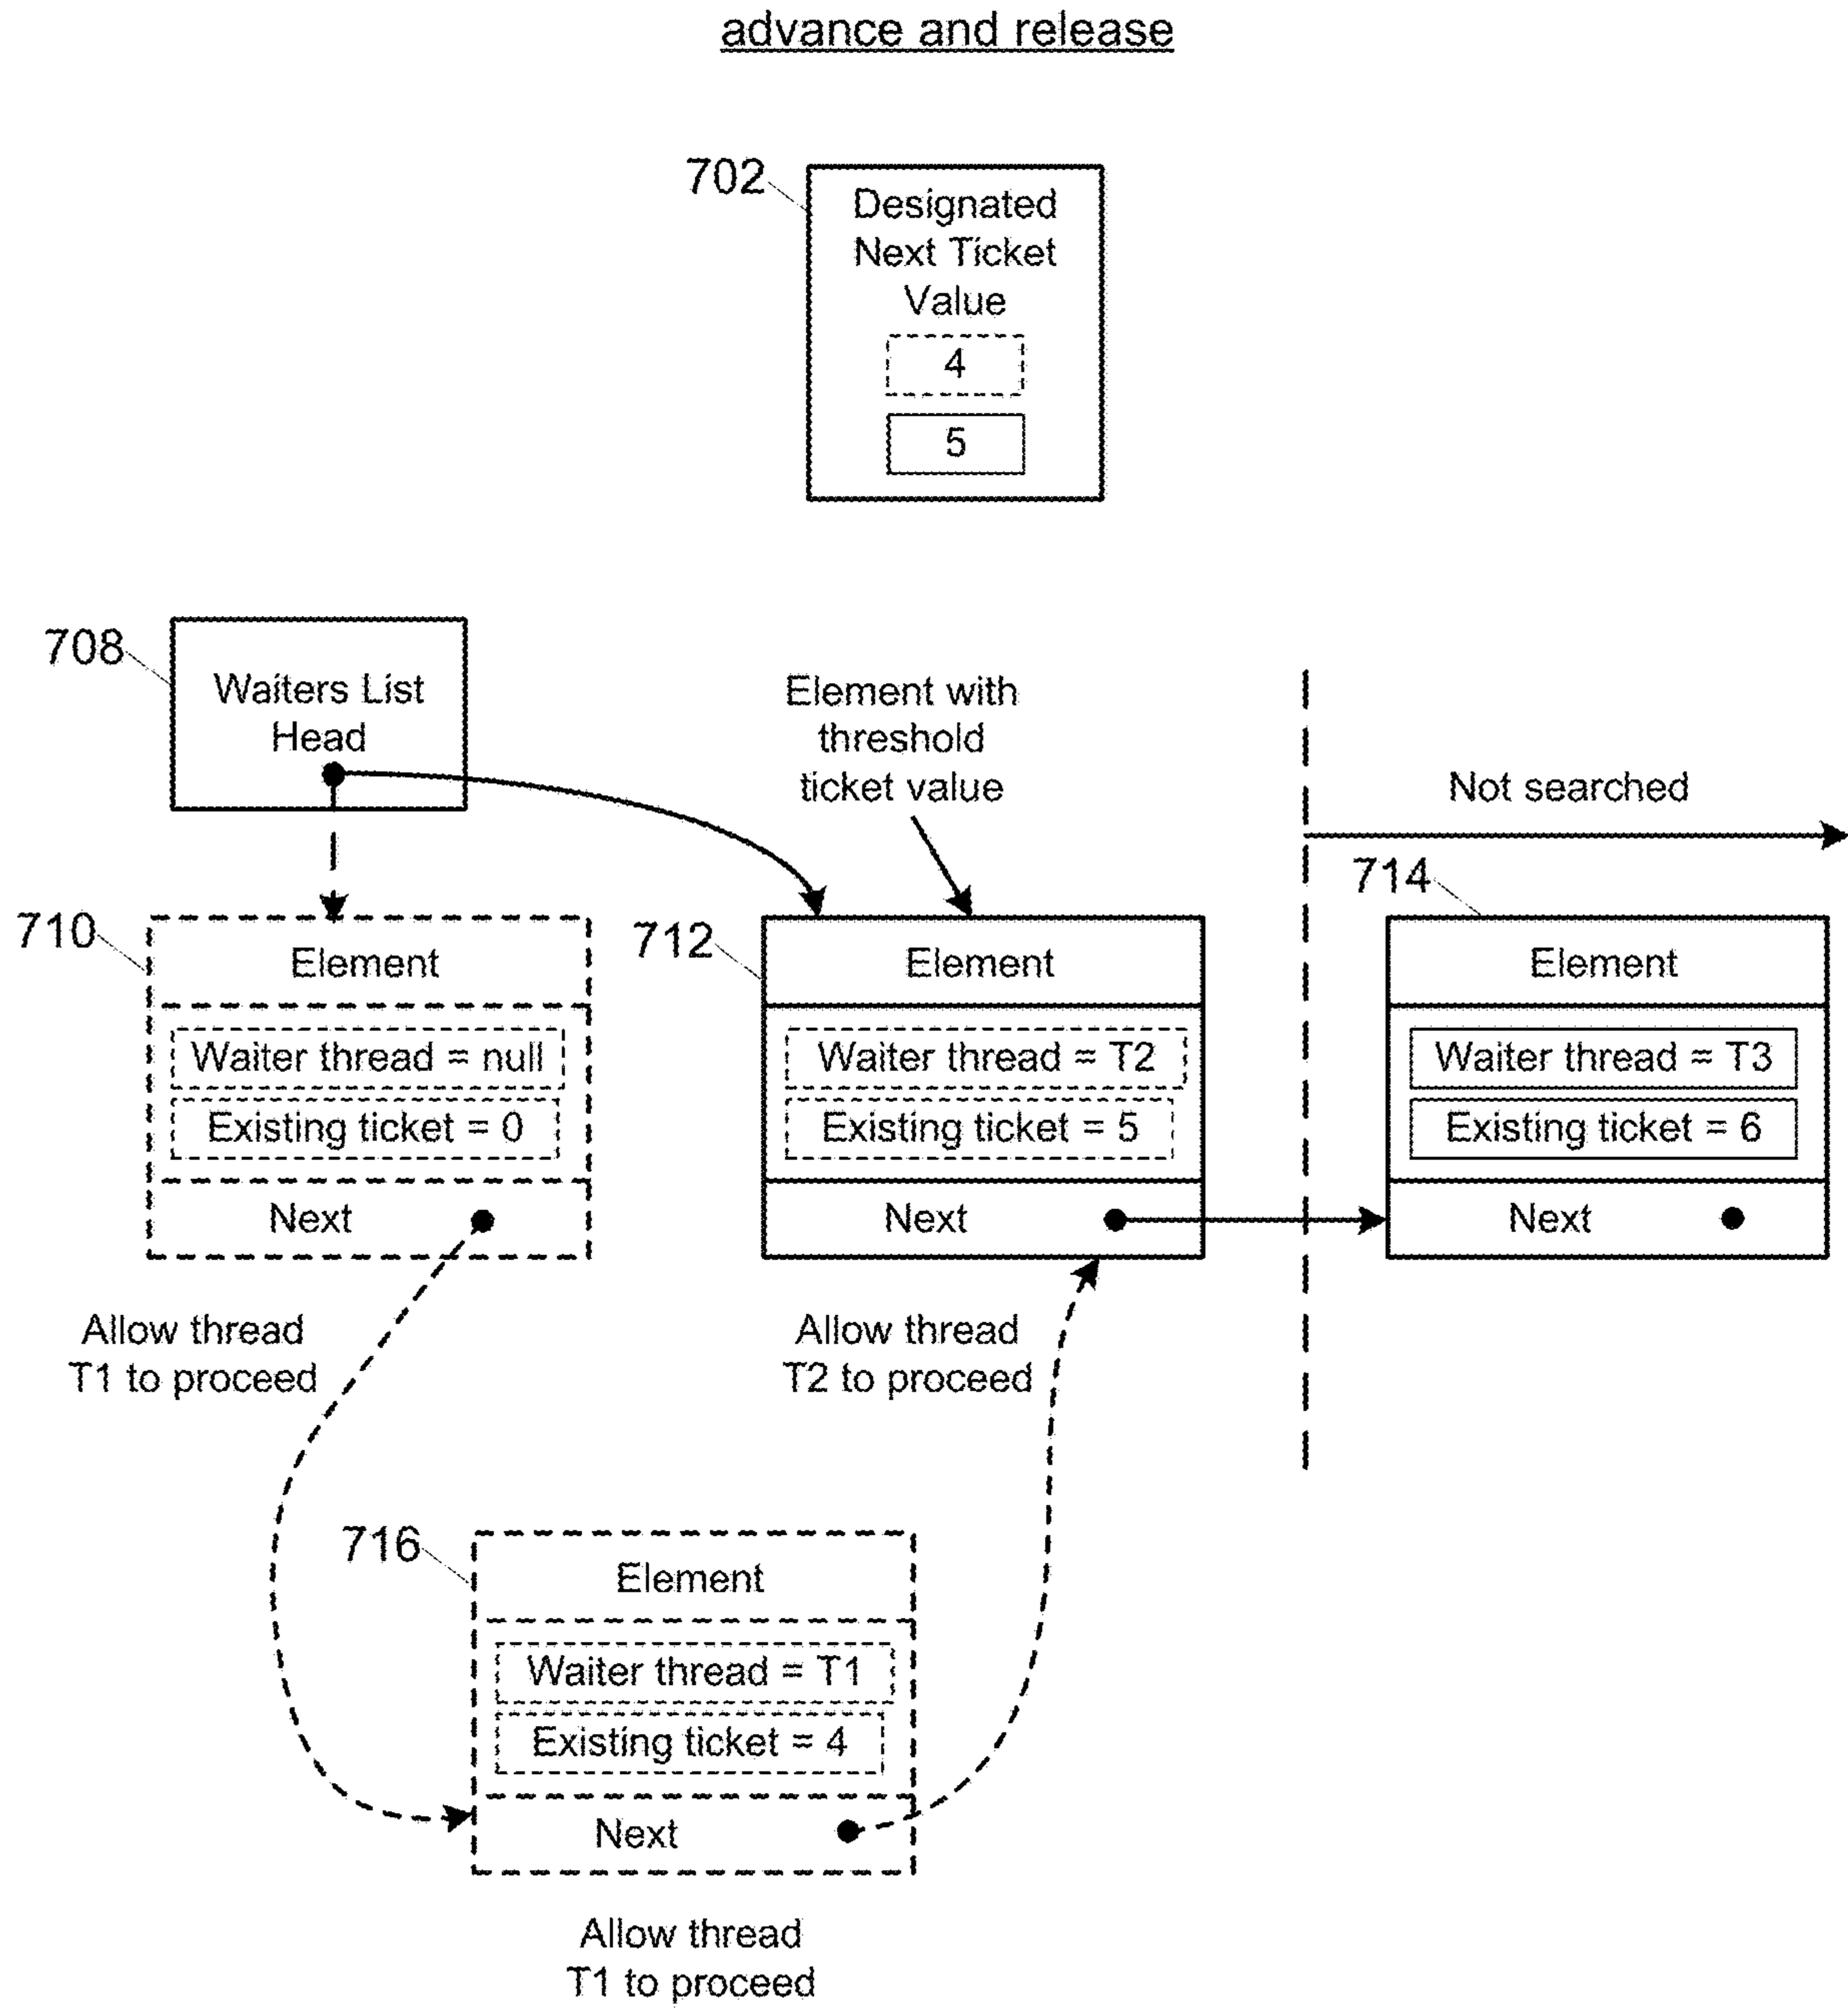 advance and release
702
Designated
Next Ticket
Value
4
5
708
Waiters List
Head
Element with
threshold
ticket value
Not searched
710
Element
Waiter thread = null
Existing ticket = 0
Next
712
Element
Waiter thread = T2
Existing ticket = 5
Next
714
Element
Waiter thread = T3
Existing ticket = 6
Next
Allow thread
T1 to proceed
Allow thread
T2 to proceed
716
Element
Waiter thread = T1
Existing ticket = 4
Next
Allow thread
T1 to proceed